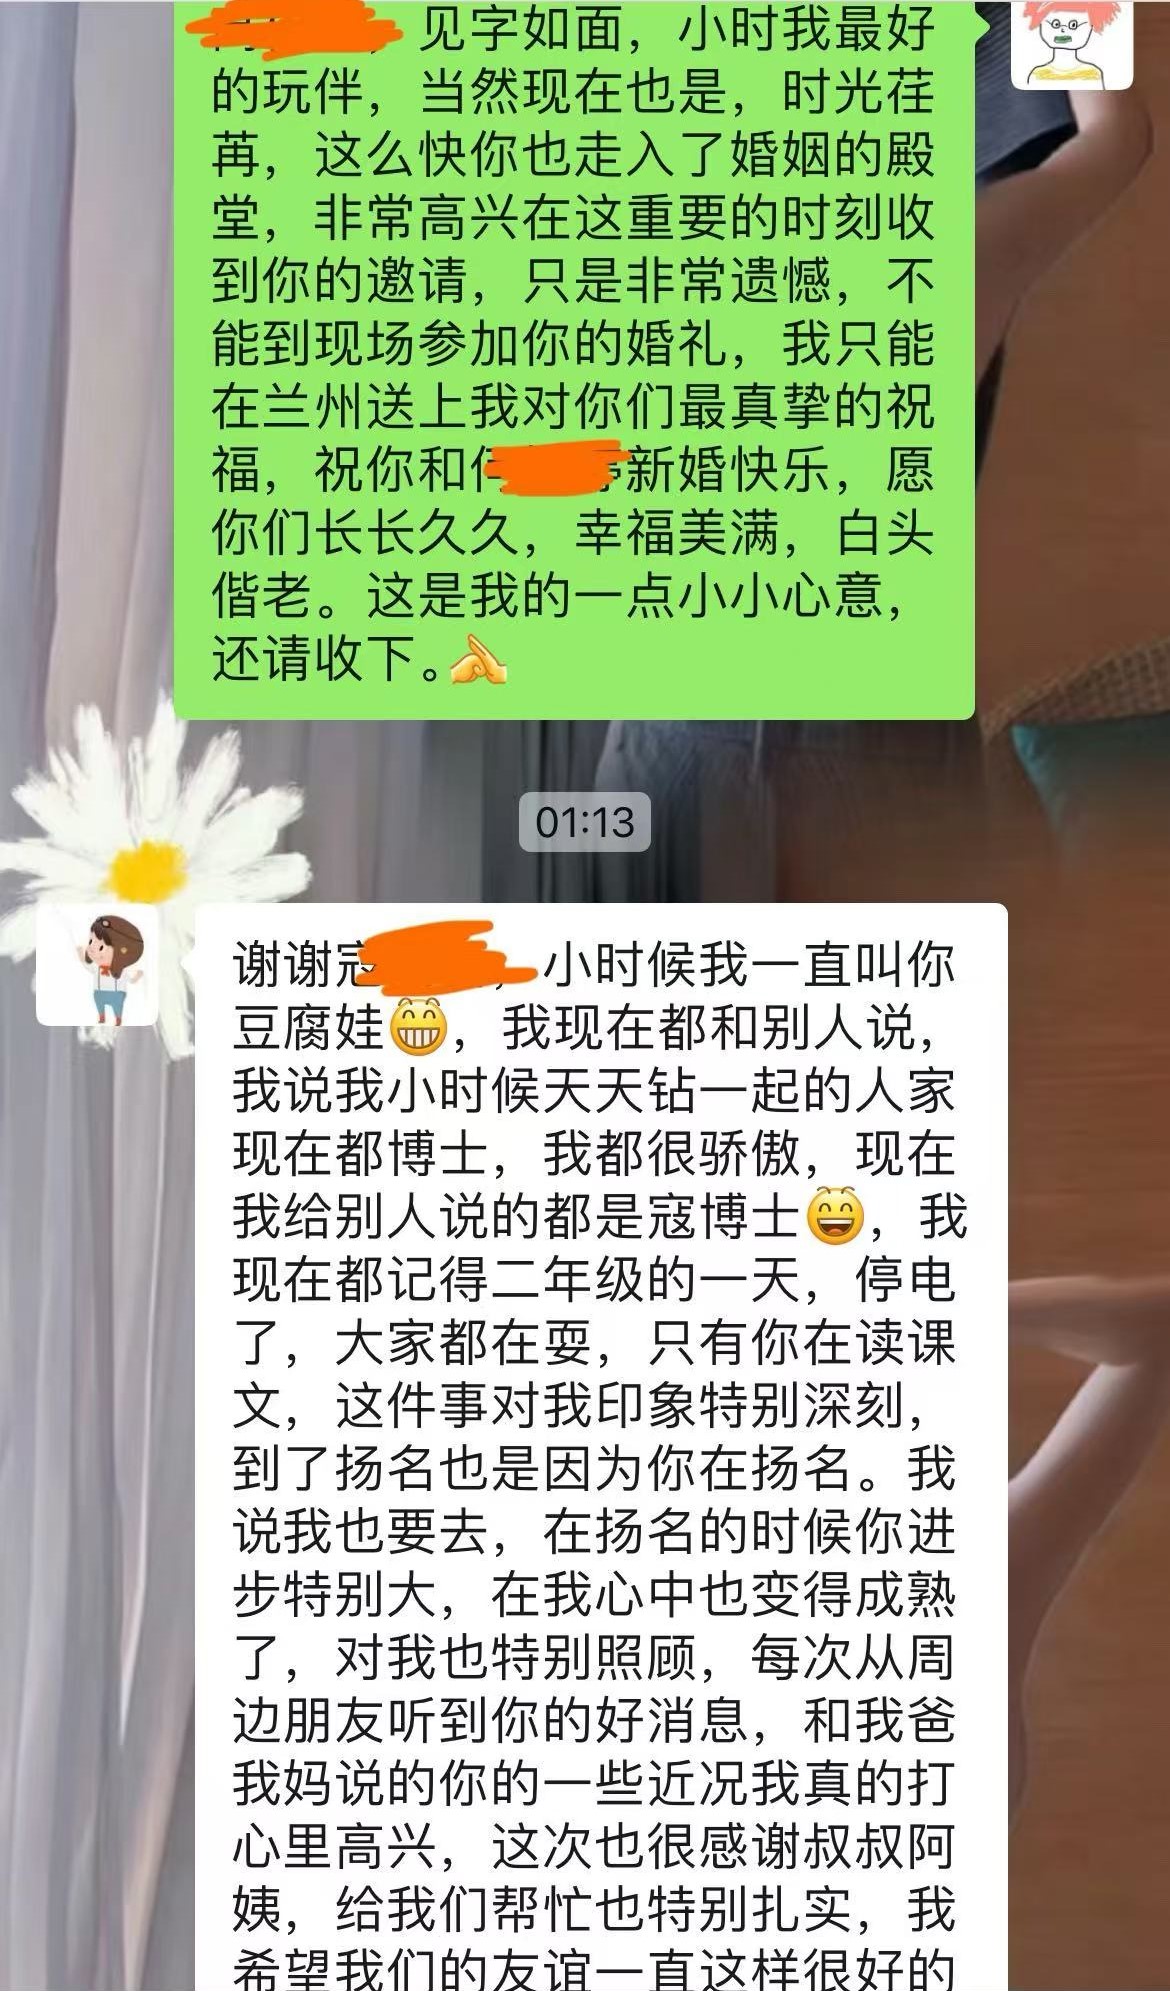 ，见字如面，小时我最好
的玩伴，当然现在也是，时光荏
苒，这么快你也走入了婚姻的殿
堂，非常高兴在这重要的时刻收
到你的邀请，只是非常遗憾，不
能到现场参加你的婚礼，我只能
在兰州送上我对你们最真挚的祝
福，祝你和新婚快乐，愿
你们长长久久，幸福美满，白头
偕老。这是我的一点小小心意，
还请收下。
01:13
谢谢寇，小时候我一直叫你
豆腐娃，我现在都和别人说，
我说我小时候天天钻一起的人家
现在都博士，我都很骄傲，现在
我给别人说的都是寇博士，我
现在都记得二年级的一天，停电
了，大家都在耍，只有你在读课
文，这件事对我印象特别深刻，
到了扬名也是因为你在扬名。我
说我也要去，在扬名的时候你进
步特别大，在我心中也变得成熟
了，对我也特别照顾，每次从周
边朋友听到你的好消息，和我爸
我妈说的你的一些近况我真的打
心里高兴，这次也很感谢叔叔阿
姨，给我们帮忙也特别扎实，我
希望我们的友谊一直这样很好的